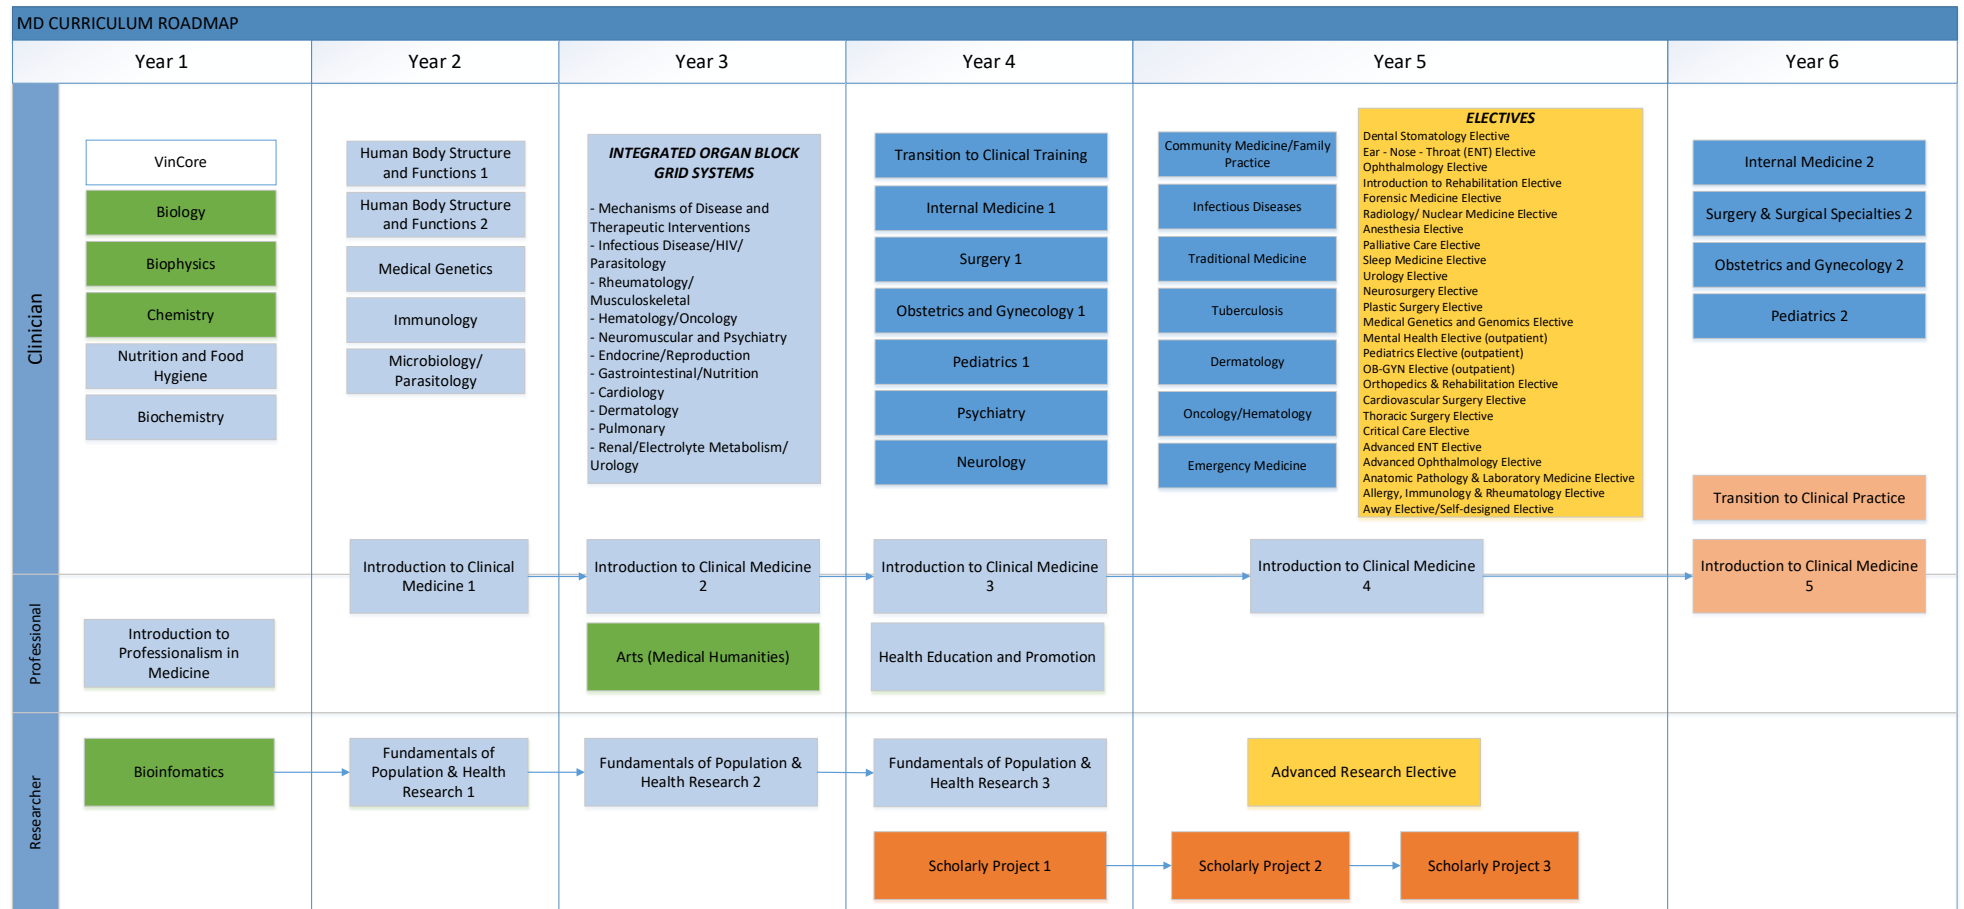 MD CURRICULUM ROADMAP
Year 1
Year 2
Year 3
Year 4
Year 5
Year 6
Clinician
VinCore
Biology
Biophysics
Chemistry
Nutrition and Food
Hygiene
Biochemistry
Human Body Structure
and Functions 1
Human Body Structure
and Functions 2
Medical Genetics
Immunology
Microbiology/
Parasitology
INTEGRATED ORGAN BLOCK
GRID SYSTEMS
- Mechanisms of Disease and
Therapeutic Interventions
- Infectious Disease/HIV/
Parasitology
- Rheumatology/
Musculoskeletal
- Hematology/Oncology
- Neuromuscular and Psychiatry
- Endocrine/Reproduction
- Gastrointestinal/Nutrition
- Cardiology
- Dermatology
- Pulmonary
- Renal/Electrolyte Metabolism/
Urology
Transition to Clinical Training
Internal Medicine 1
Surgery 1
Obstetrics and Gynecology 1
Pediatrics 1
Psychiatry
Neurology
Community Medicine/Family
Practice
Infectious Diseases
Traditional Medicine
Tuberculosis
Dermatology
Oncology/Hematology
Emergency Medicine
ELECTIVES
Dental Stomatology Elective
Ear - Nose - Throat (ENT) Elective
Ophthalmology Elective
Introduction to Rehabilitation Elective
Forensic Medicine Elective
Radiology/ Nuclear Medicine Elective
Anesthesia Elective
Palliative Care Elective
Sleep Medicine Elective
Urology Elective
Neurosurgery Elective
Plastic Surgery Elective
Medical Genetics and Genomics Elective
Mental Health Elective (outpatient)
Pediatrics Elective (outpatient)
OB-GYN Elective (outpatient)
Orthopedics & Rehabilitation Elective
Cardiovascular Surgery Elective
Thoracic Surgery Elective
Critical Care Elective
Advanced ENT Elective
Advanced Ophthalmology Elective
Anatomic Pathology & Laboratory Medicine Elective
Allergy, Immunology & Rheumatology Elective
Away Elective/Self-designed Elective
Internal Medicine 2
Surgery & Surgical Specialties 2
Obstetrics and Gynecology 2
Pediatrics 2
Transition to Clinical Practice
Introduction to Clinical
Medicine 1
Introduction to Clinical Medicine
2
Introduction to Clinical Medicine
3
Introduction to Clinical Medicine
4
Introduction to Clinical Medicine
5
Professional
Introduction to
Professionalism in
Medicine
Arts (Medical Humanities)
Health Education and Promotion
Researcher
Bioinfomatics
Fundamentals of
Population & Health
Research 1
Fundamentals of Population &
Health Research 2
Fundamentals of Population &
Health Research 3
Advanced Research Elective
Scholarly Project 1
Scholarly Project 2
Scholarly Project 3